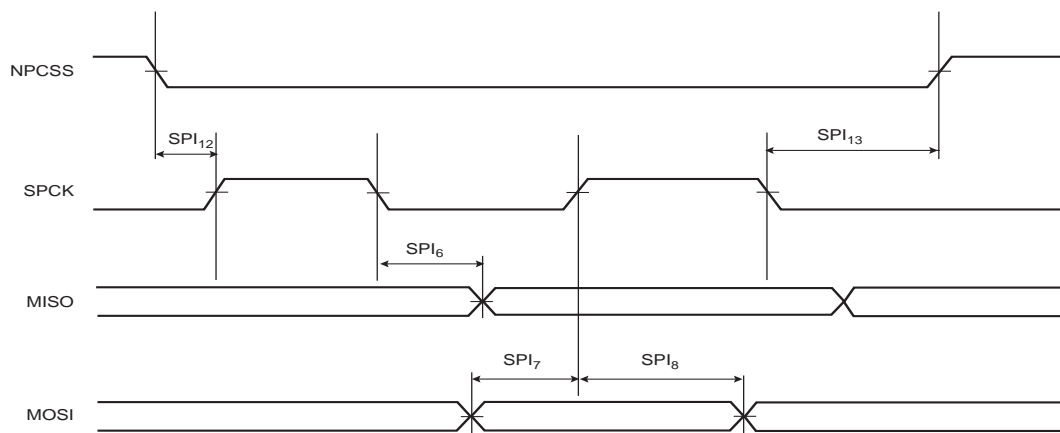 NPCSS
SPI₁₂
SPI₁₃
SPCK
SPI₆
MISO
SPI₇
SPI₈
MOSI